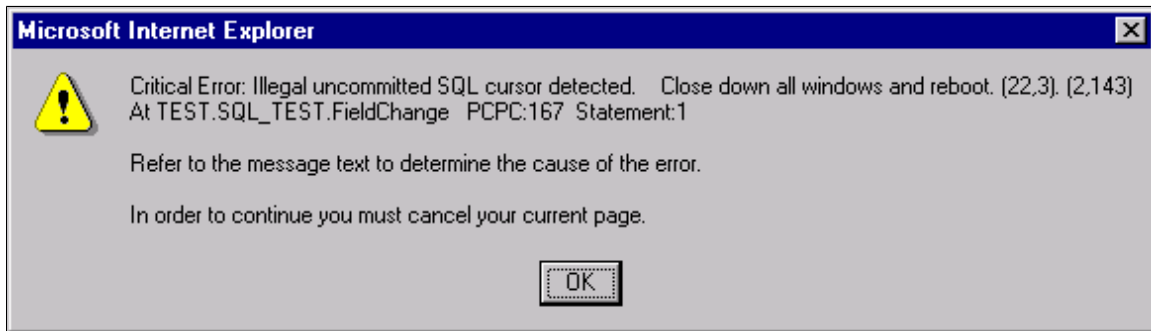 Microsoft Internet Explorer
Critical Error: Illegal uncommitted SQL cursor detected.   Close down all windows and reboot. (22,3). (2,143)
At TEST.SQL_TEST.FieldChange  PCPC:167  Statement:1
Refer to the message text to determine the cause of the error.
In order to continue you must cancel your current page.
OK